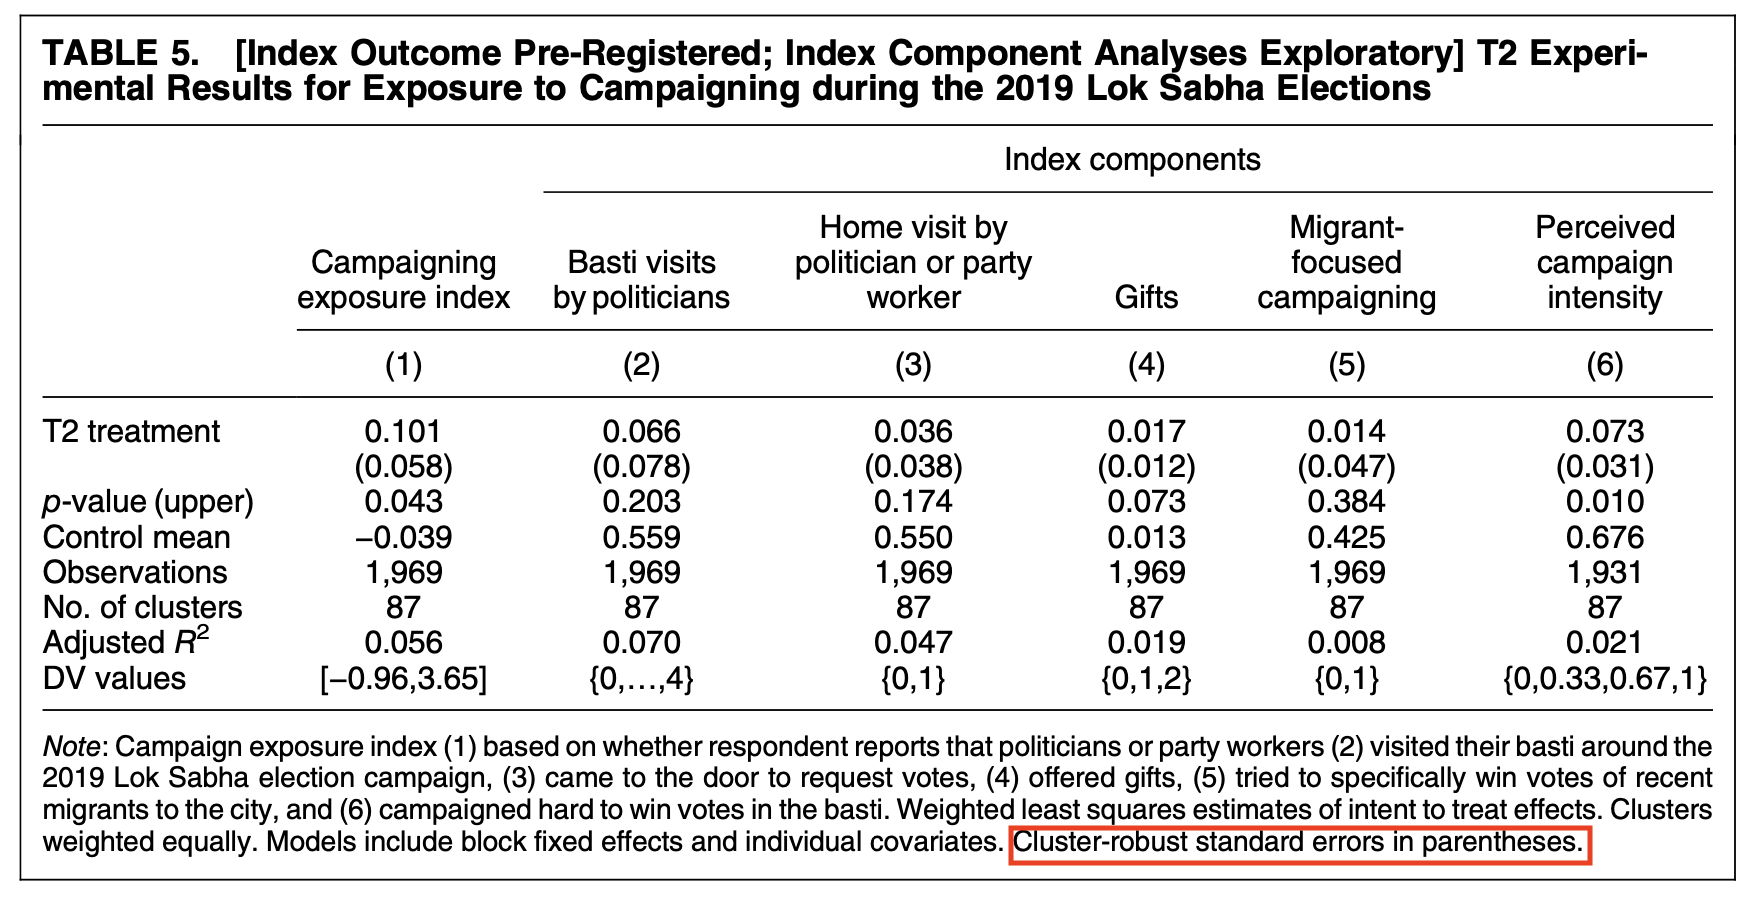 TABLE 5. [Index Outcome Pre-Registered; Index Component Analyses Exploratory] T2 Experi-
mental Results for Exposure to Campaigning during the 2019 Lok Sabha Elections
Index components
Campaigning exposure index Basti visits by politicians Home visit by politician or party worker Gifts Migrant-focused campaigning Perceived campaign intensity
(1) (2) (3) (4) (5) (6)
T2 treatment 0.101 0.066 0.036 0.017 0.014 0.073
(0.058) (0.078) (0.038) (0.012) (0.047) (0.031)
p-value (upper) 0.043 0.203 0.174 0.073 0.384 0.010
Control mean −0.039 0.559 0.550 0.013 0.425 0.676
Observations 1,969 1,969 1,969 1,969 1,969 1,931
No. of clusters 87 87 87 87 87 87
Adjusted R² 0.056 0.070 0.047 0.019 0.008 0.021
DV values [−0.96,3.65] {0,…,4} {0,1} {0,1,2} {0,1} {0,0.33,0.67,1}
Note: Campaign exposure index (1) based on whether respondent reports that politicians or party workers (2) visited their basti around the
2019 Lok Sabha election campaign, (3) came to the door to request votes, (4) offered gifts, (5) tried to specifically win votes of recent
migrants to the city, and (6) campaigned hard to win votes in the basti. Weighted least squares estimates of intent to treat effects. Clusters
weighted equally. Models include block fixed effects and individual covariates. Cluster-robust standard errors in parentheses.